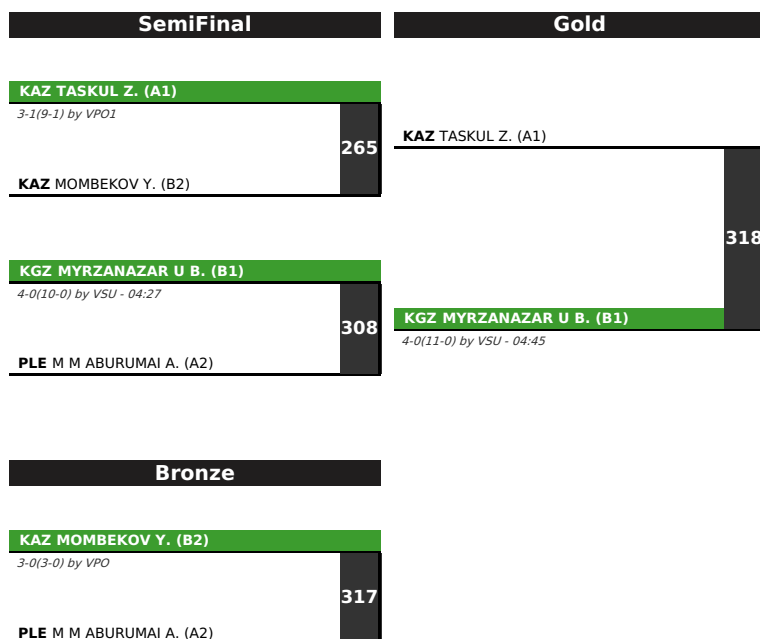 SemiFinal
Gold
KAZ TASKUL Z. (A1)
3-1(9-1) by VPO1
265
KAZ MOMBEKOV Y. (B2)
KAZ TASKUL Z. (A1)
KGZ MYRZANAZAR U B. (B1)
4-0(10-0) by VSU - 04:27
308
PLE M M ABURUMAI A. (A2)
318
KGZ MYRZANAZAR U B. (B1)
4-0(11-0) by VSU - 04:45
Bronze
KAZ MOMBEKOV Y. (B2)
3-0(3-0) by VPO
317
PLE M M ABURUMAI A. (A2)